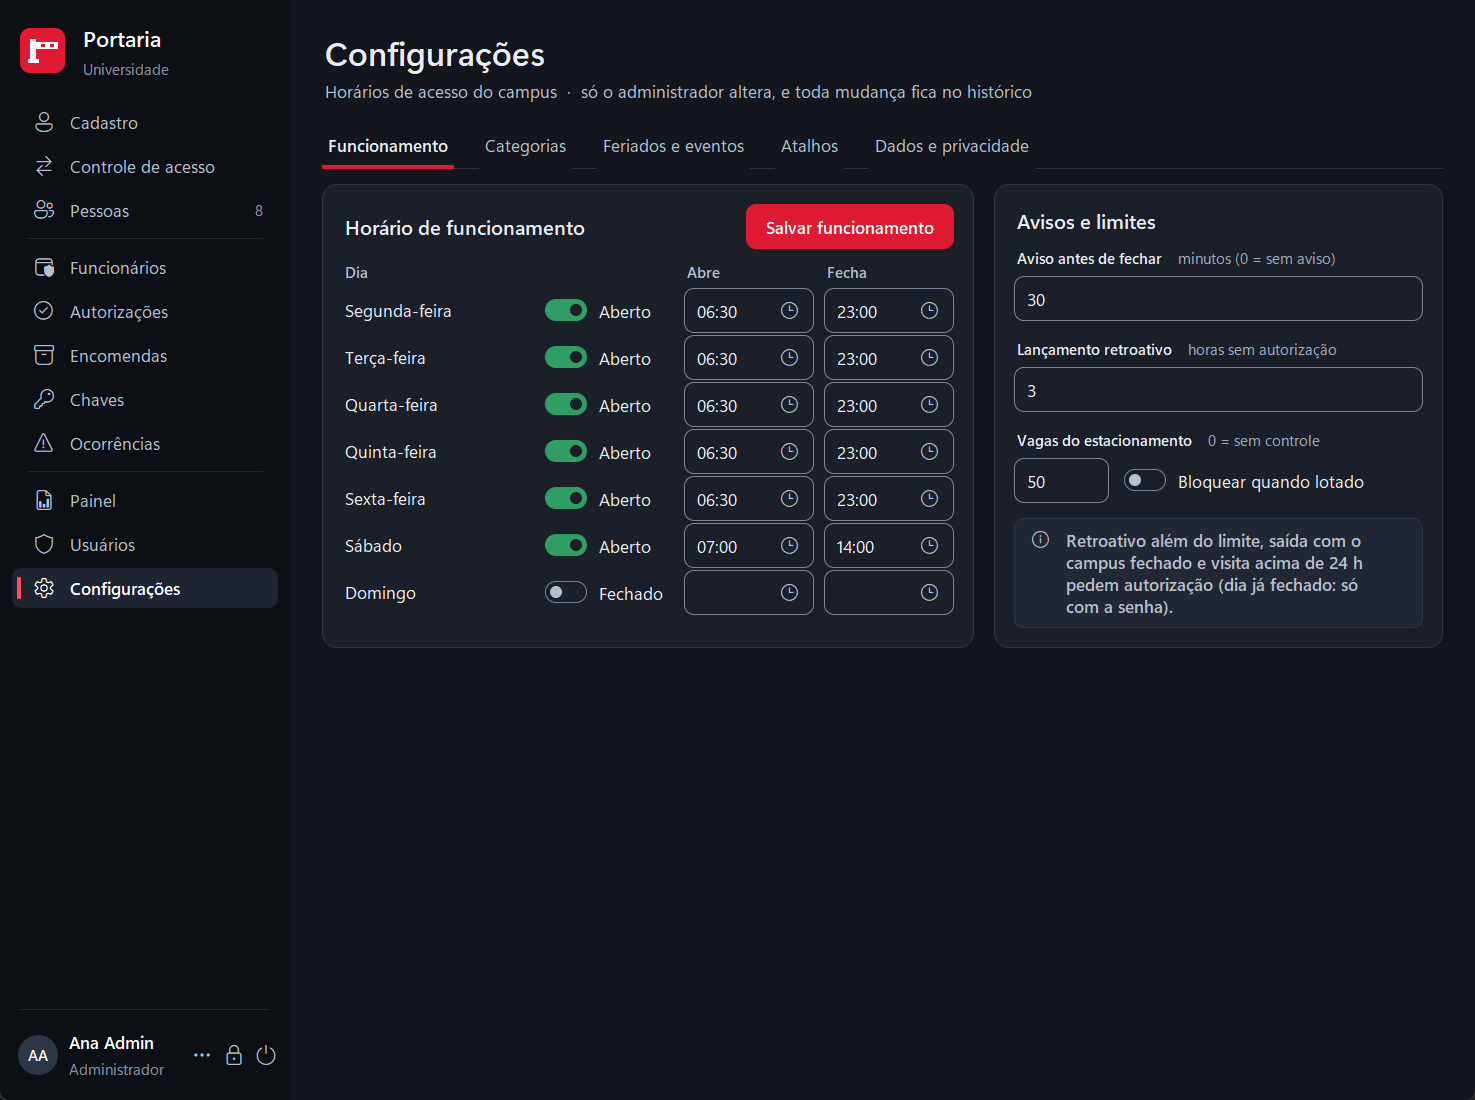 Portaria
Universidade
Cadastro
Controle de acesso
Pessoas 8
Funcionários
Autorizações
Encomendas
Chaves
Ocorrências
Painel
Usuários
Configurações
AA
Ana Admin
Administrador
Configurações
Horários de acesso do campus · só o administrador altera, e toda mudança fica no histórico
Funcionamento Categorias Feriados e eventos Atalhos Dados e privacidade
Horário de funcionamento Salvar funcionamento
Dia Abre Fecha
Segunda-feira Aberto 06:30 23:00
Terça-feira Aberto 06:30 23:00
Quarta-feira Aberto 06:30 23:00
Quinta-feira Aberto 06:30 23:00
Sexta-feira Aberto 06:30 23:00
Sábado Aberto 07:00 14:00
Domingo Fechado
Avisos e limites
Aviso antes de fechar minutos (0 = sem aviso)
30
Lançamento retroativo horas sem autorização
3
Vagas do estacionamento 0 = sem controle
50 Bloquear quando lotado
Retroativo além do limite, saída com o
campus fechado e visita acima de 24 h
pedem autorização (dia já fechado: só
com a senha).